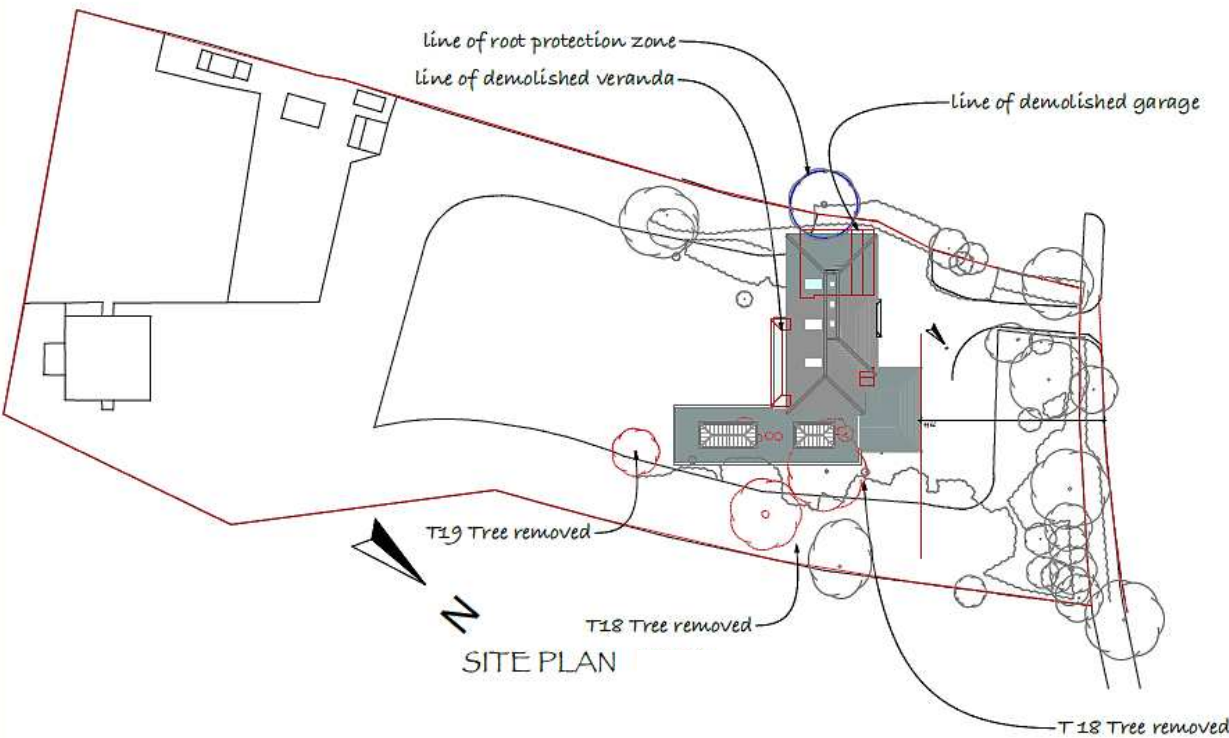 line of root protection zone
line of demolished veranda
line of demolished garage
T19 Tree removed
N
T18 Tree removed
SITE PLAN
T 18 Tree removed